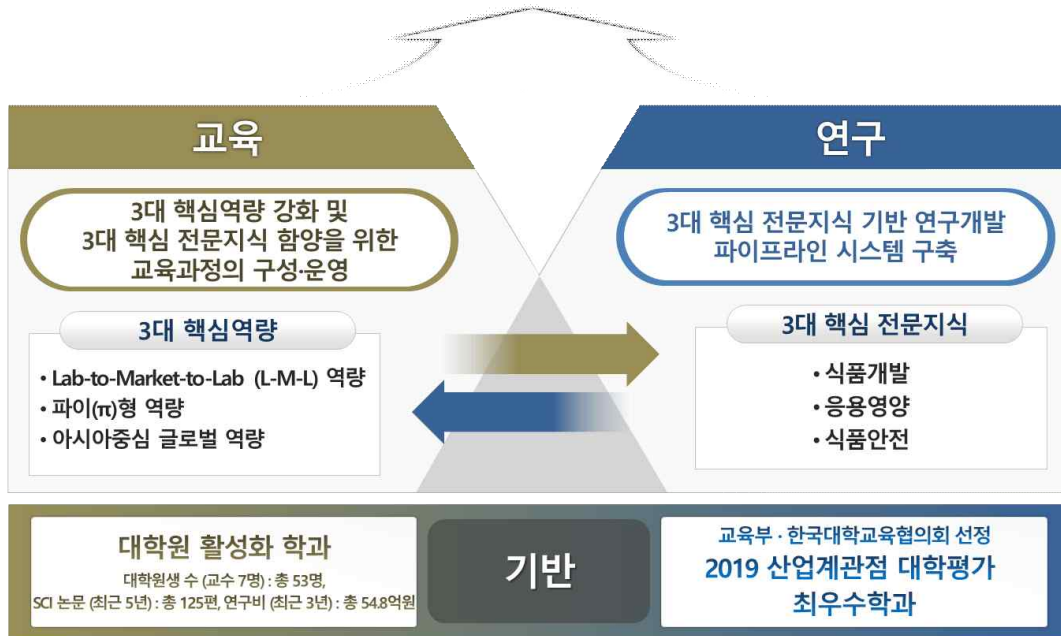 교육
3대 핵심역량 강화 및
3대 핵심 전문지식 함양을 위한
교육과정의 구성·운영
3대 핵심역량
• Lab-to-Market-to-Lab (L-M-L) 역량
• 파이(π)형 역량
• 아시아중심 글로벌 역량
연구
3대 핵심 전문지식 기반 연구개발
파이프라인 시스템 구축
3대 핵심 전문지식
• 식품개발
• 응용영양
• 식품안전
대학원 활성화 학과
대학원생 수 (교수 7명) : 총 53명,
SCI 논문 (최근 5년) : 총 125편, 연구비 (최근 3년) : 총 54.8억원
기반
교육부 · 한국대학교육협의회 선정
2019 산업계관점 대학평가
최우수학과